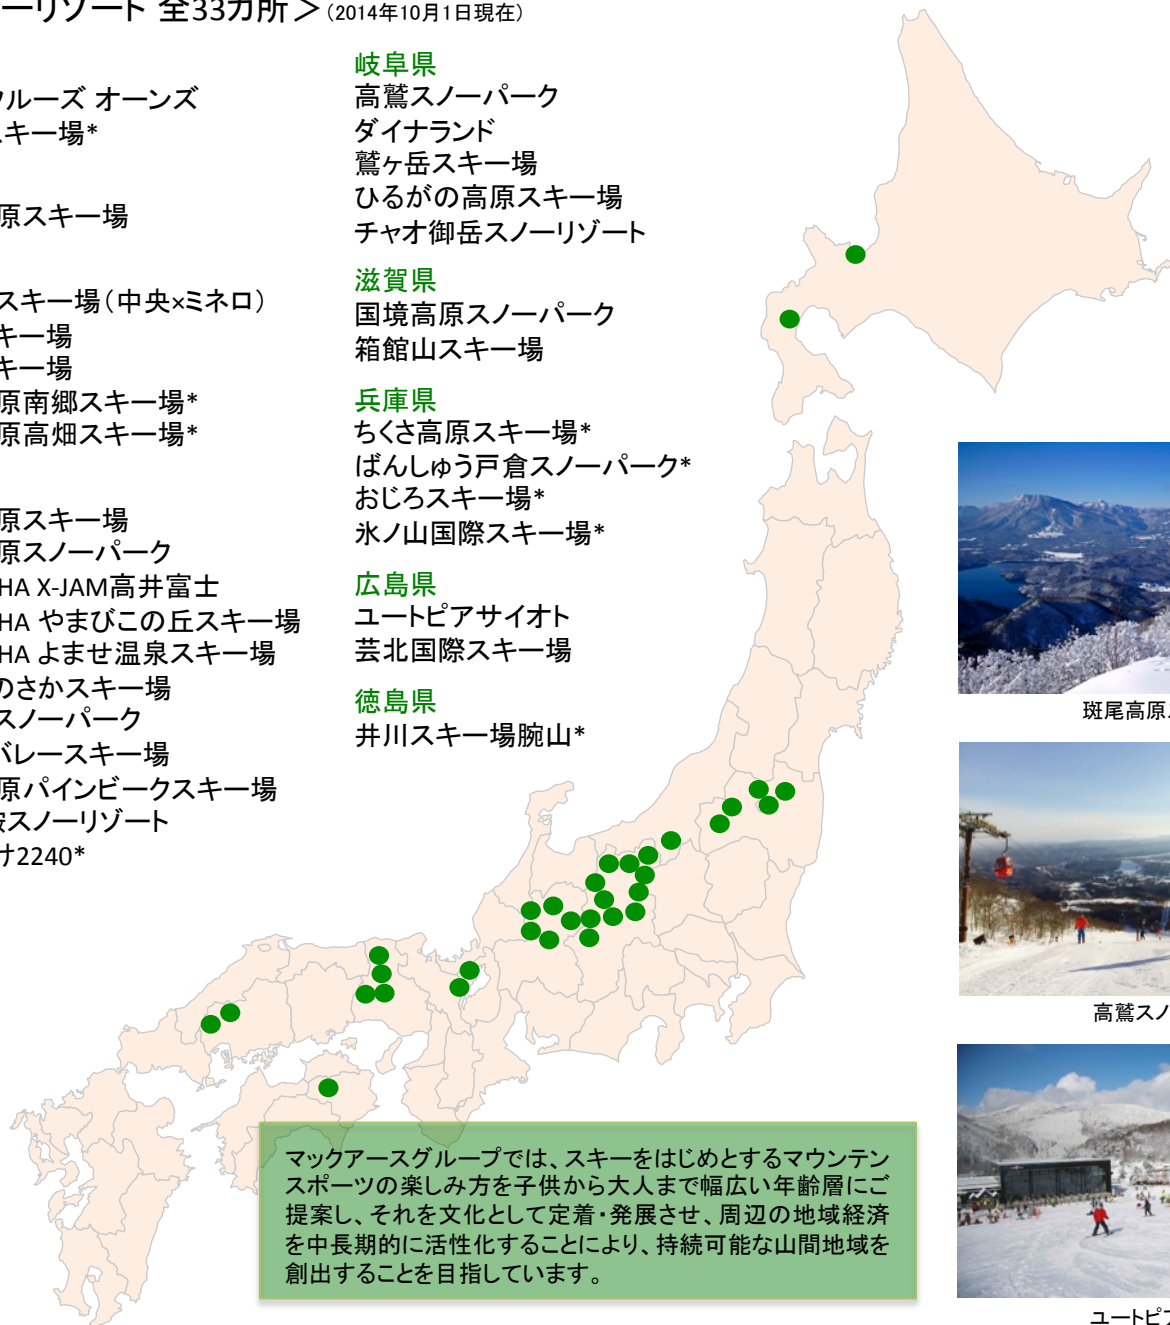 ーリゾート 全33カ所＞(2014年10月1日現在)
クルーズ オーンズ
スキー場*
原スキー場
スキー場（中央×ミネロ）
キー場
キー場
原南郷スキー場*
原高畑スキー場*
原スキー場
原スノーパーク
HA X-JAM高井富士
HA やまびこの丘スキー場
HA よませ温泉スキー場
のさかスキー場
スノーパーク
バレースキー場
原パインビークスキー場
鞍スノーリゾート
け2240*
岐阜県
高鷲スノーパーク
ダイナランド
鷲ヶ岳スキー場
ひるがの高原スキー場
チャオ御岳スノーリゾート
滋賀県
国境高原スノーパーク
箱館山スキー場
兵庫県
ちくさ高原スキー場*
ばんしゅう戸倉スノーパーク*
おじろスキー場*
氷ノ山国際スキー場*
広島県
ユートピアサイオト
芸北国際スキー場
徳島県
井川スキー場腕山*
斑尾高原
高鷲スノ
ユートピ
マックアースグループでは、スキーをはじめとするマウンテン
スポーツの楽しみ方を子供から大人まで幅広い年齢層にご
提案し、それを文化として定着・発展させ、周辺の地域経済
を中長期的に活性化することにより、持続可能な山間地域を
創出することを目指しています。